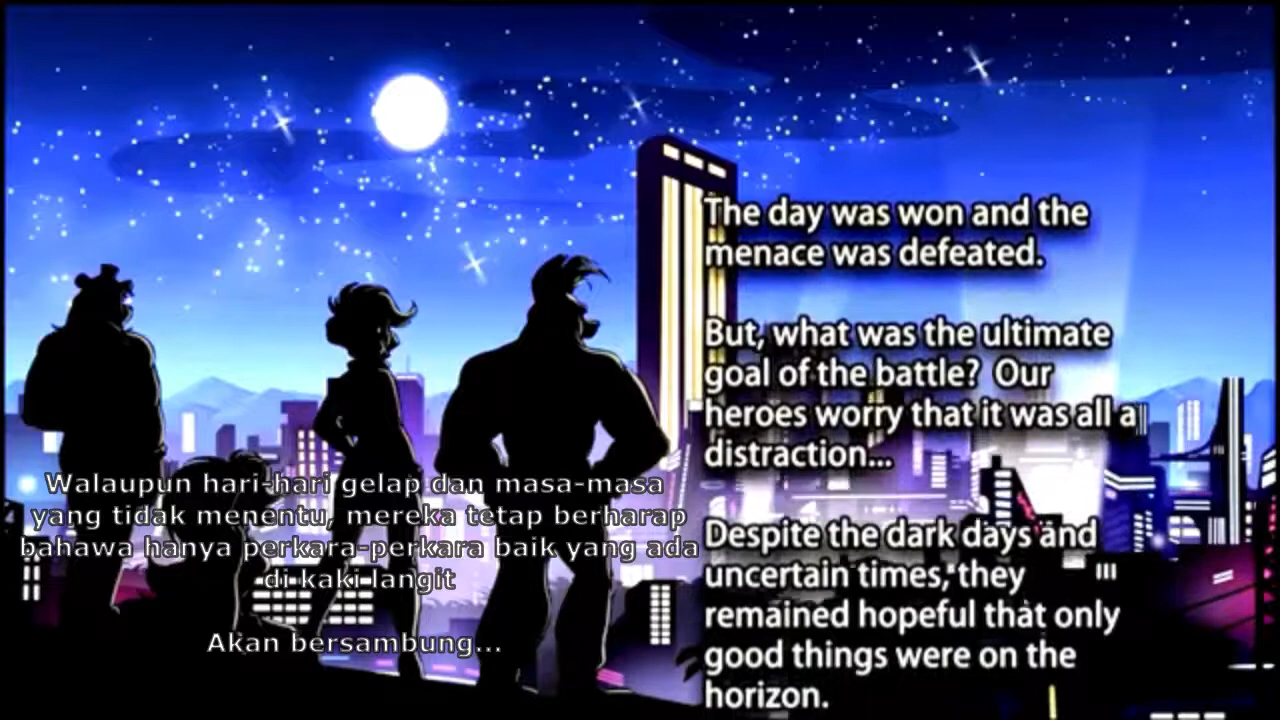 The day was won and the
menace was defeated.
But, what was the ultimate
goal of the battle? Our
heroes worry that it was all a
distraction...
Despite the dark days and
uncertain times, they
remained hopeful that only
good things were on the
horizon.
Walaupun hari-hari gelap dan masa-masa
yang tidak menentu, mereka tetap berharap
bahawa hanya perkara-perkara baik yang ada
di kaki langit
Akan bersambung...